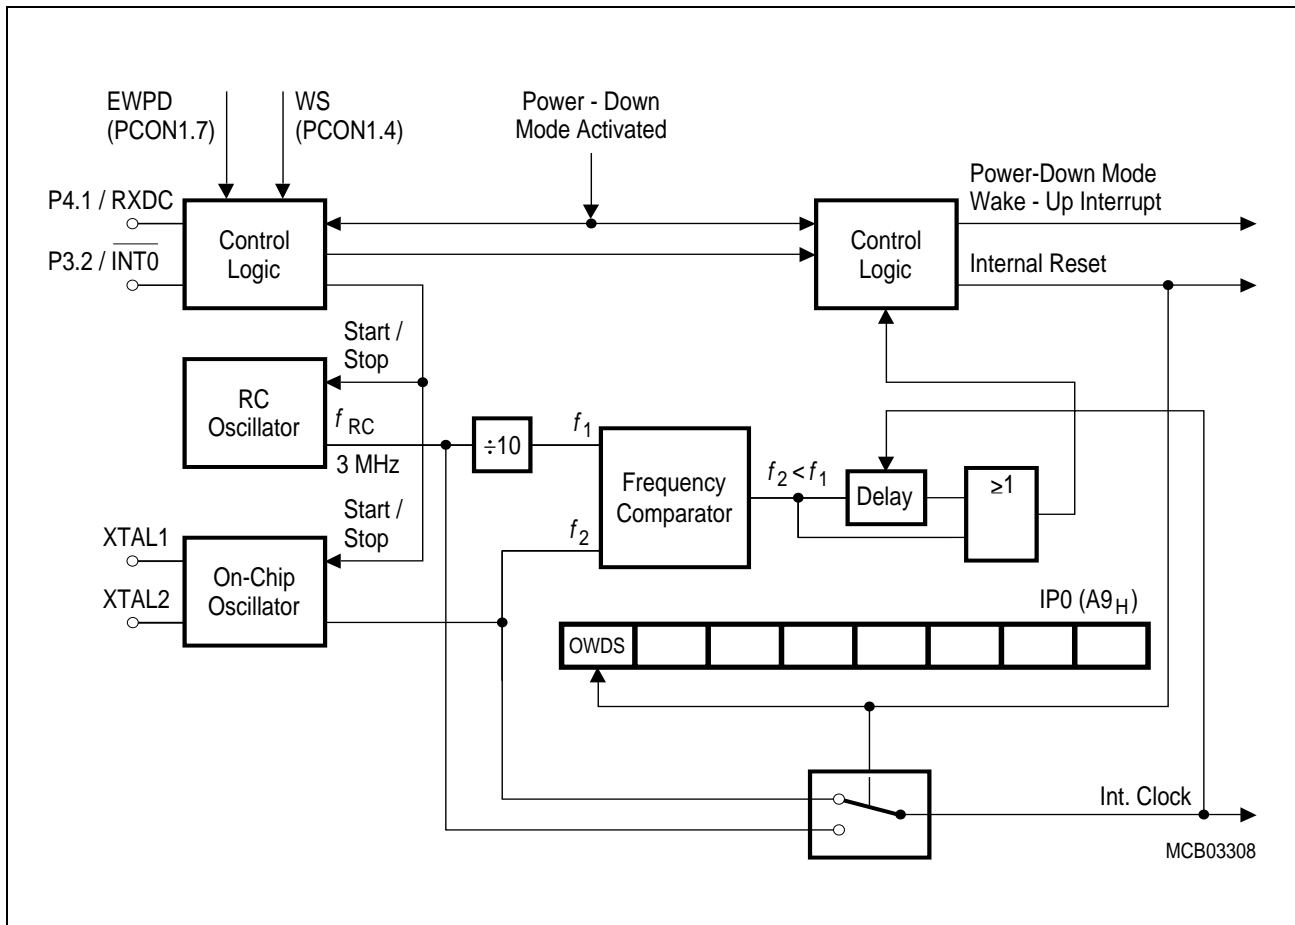 EWPD
(PCON1.7)
WS
(PCON1.4)
Power - Down
Mode Activated
P4.1 / RXDC
P3.2 / INT0
Control
Logic
Control
Logic
Power-Down Mode
Wake - Up Interrupt
Internal Reset
Start /
Stop
RC
Oscillator
f RC
3 MHz
÷10
f1
f2
Frequency
Comparator
f2 < f1
Delay
≥1
Start /
Stop
XTAL1
XTAL2
On-Chip
Oscillator
IP0 (A9H)
OWDS
Int. Clock
MCB03308